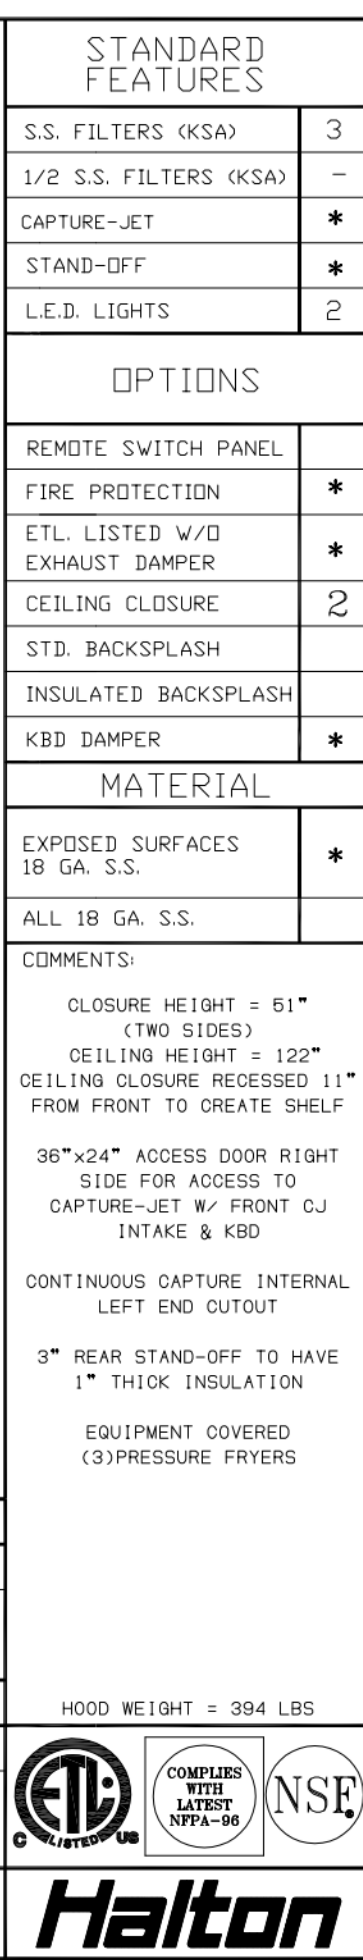 STANDARD
FEATURES
S.S. FILTERS (KSA) 3
1/2 S.S. FILTERS (KSA) -
CAPTURE-JET *
STAND-OFF *
L.E.D. LIGHTS 2
OPTIONS
REMOTE SWITCH PANEL
FIRE PROTECTION *
ETL. LISTED W/O
EXHAUST DAMPER *
CEILING CLOSURE 2
STD. BACKSPLASH
INSULATED BACKSPLASH
KBD DAMPER *
MATERIAL
EXPOSED SURFACES
18 GA. S.S. *
ALL 18 GA. S.S.
COMMENTS:
CLOSURE HEIGHT = 51"
(TWO SIDES)
CEILING HEIGHT = 122"
CEILING CLOSURE RECESSED 11"
FROM FRONT TO CREATE SHELF
36"x24" ACCESS DOOR RIGHT
SIDE FOR ACCESS TO
CAPTURE-JET W/ FRONT CJ
INTAKE & KBD
CONTINUOUS CAPTURE INTERNAL
LEFT END CUTOUT
3" REAR STAND-OFF TO HAVE
1" THICK INSULATION
EQUIPMENT COVERED
(3)PRESSURE FRYERS
HOOD WEIGHT = 394 LBS
ETL
C LISTED US
COMPLIES
WITH
LATEST
NFPA-96
NSF.
Halton